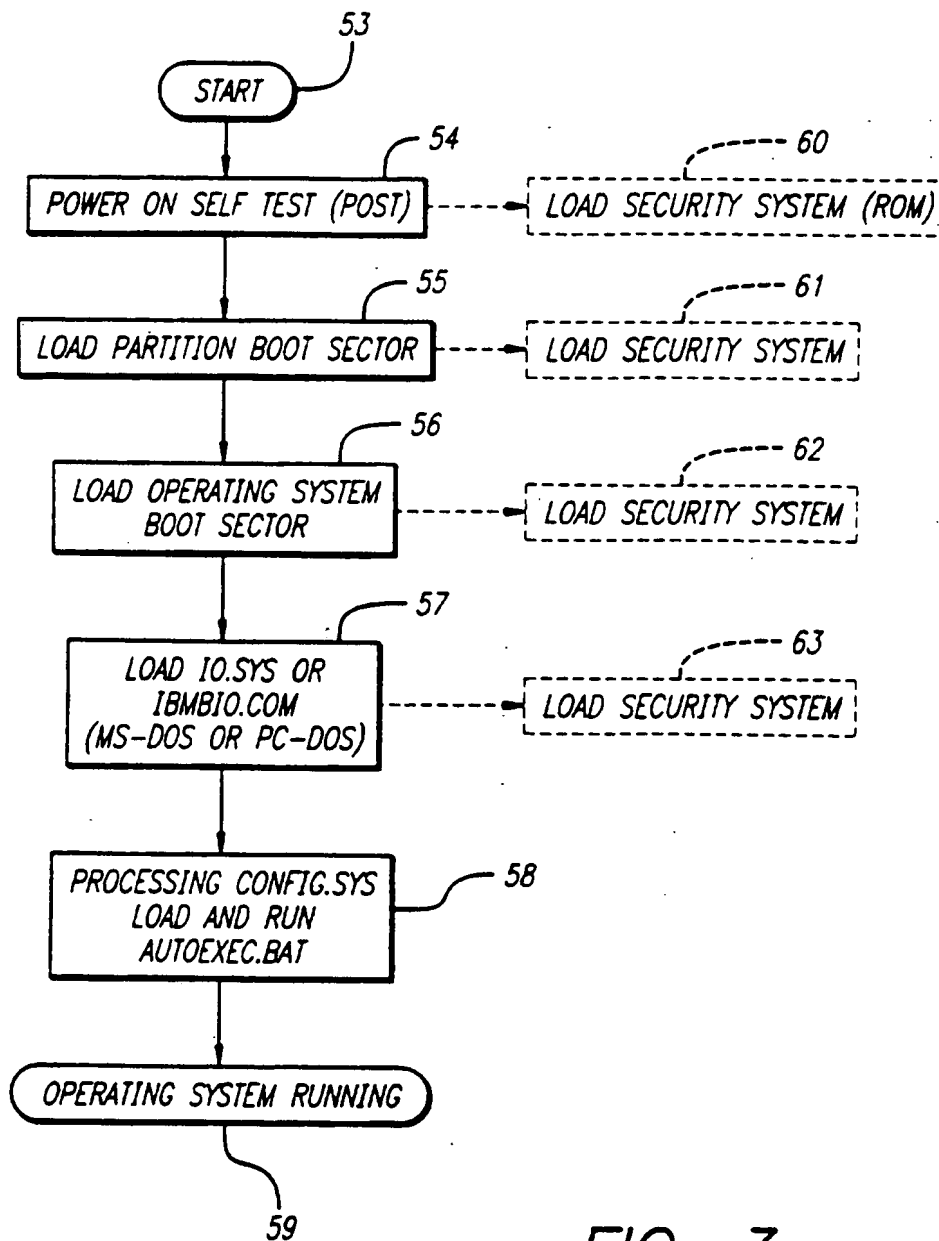 53
START
54
60
POWER ON SELF TEST (POST)
LOAD SECURITY SYSTEM (ROM)
55
61
LOAD PARTITION BOOT SECTOR
LOAD SECURITY SYSTEM
56
62
LOAD OPERATING SYSTEM
BOOT SECTOR
LOAD SECURITY SYSTEM
57
63
LOAD IO.SYS OR
IBMBIO.COM
(MS-DOS OR PC-DOS)
LOAD SECURITY SYSTEM
58
PROCESSING CONFIG.SYS
LOAD AND RUN
AUTOEXEC.BAT
OPERATING SYSTEM RUNNING
59